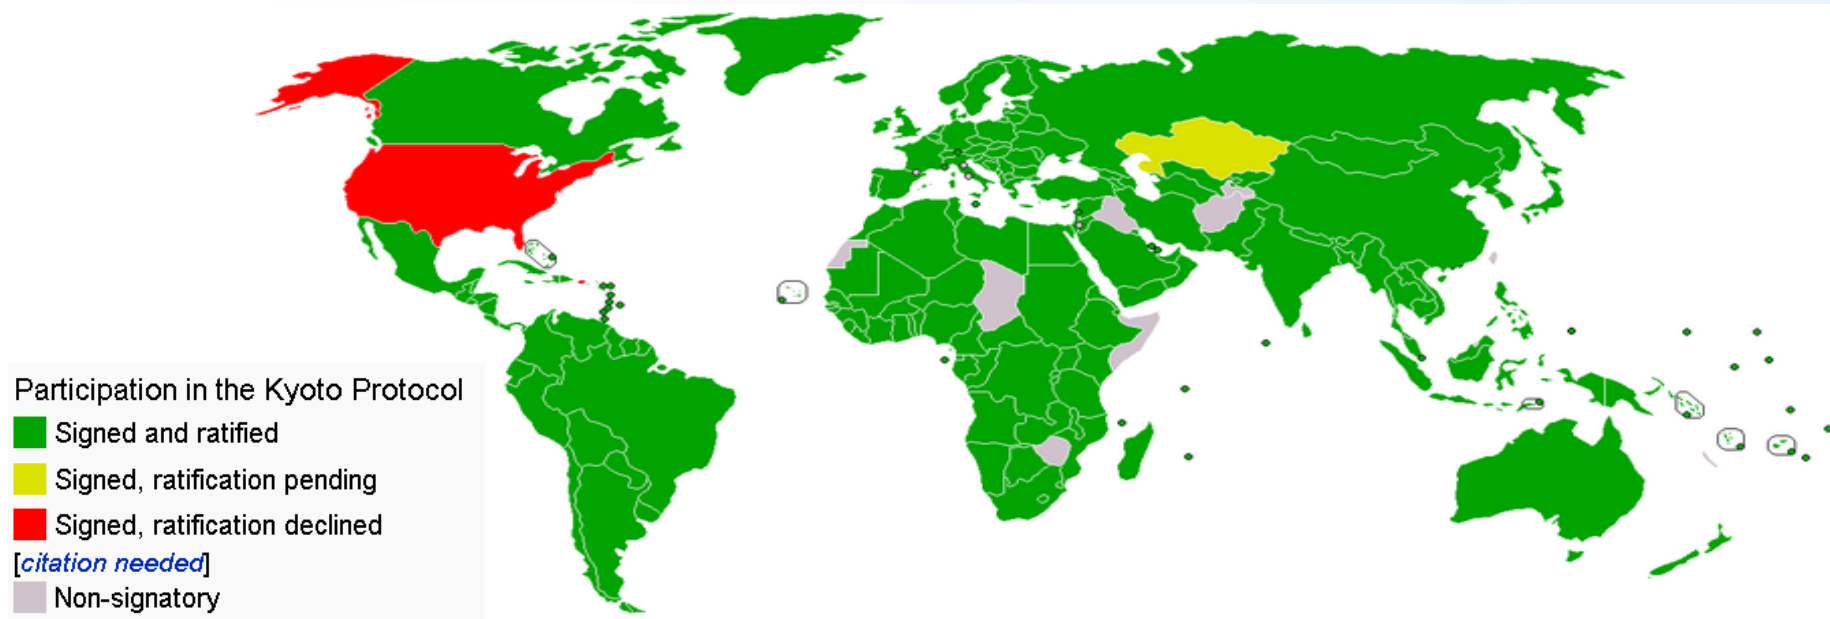 Participation in the Kyoto Protocol
Signed and ratified
Signed, ratification pending
Signed, ratification declined
[citation needed]
Non-signatory